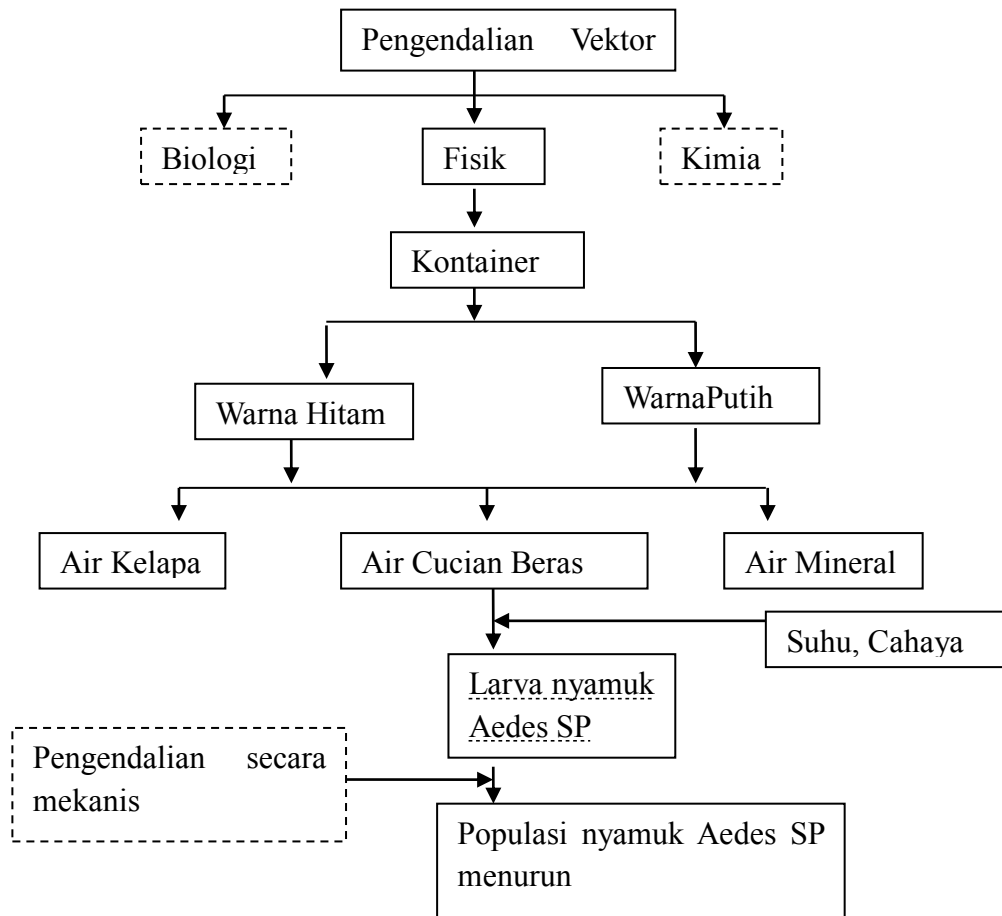 Pengendalian Vektor
Biologi
Fisik
Kimia
Kontainer
Warna Hitam
WarnaPutih
Air Kelapa
Air Cucian Beras
Air Mineral
Suhu, Cahaya
Larva nyamuk
Aedes SP
Pengendalian secara
mekanis
Populasi nyamuk Aedes SP
menurun